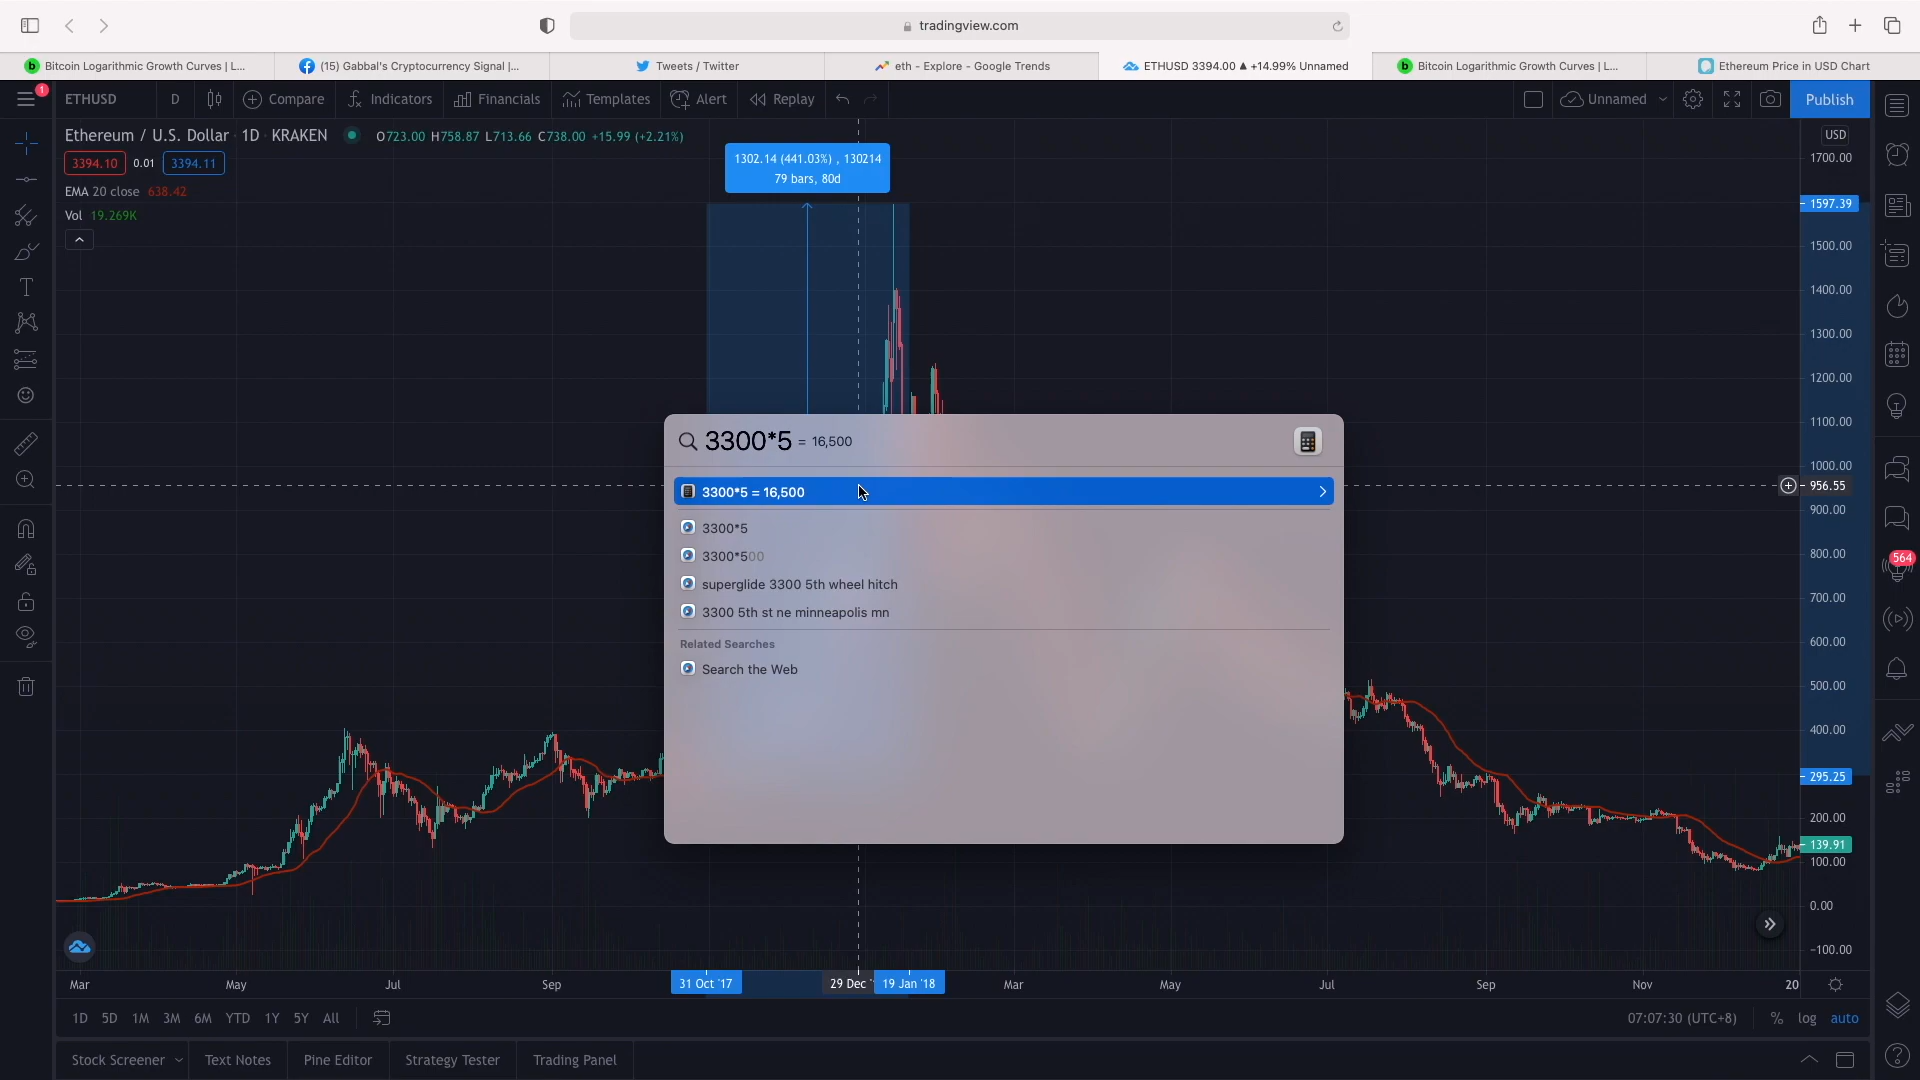 tradingview.com
Bitcoin Logarithmic Growth Curves | L...
(15) Gabbal's Cryptocurrency Signal |...
Tweets / Twitter
eth - Explore - Google Trends
ETHUSD 3394.00 ▲ +14.99% Unnamed
Bitcoin Logarithmic Growth Curves | L...
Ethereum Price in USD Chart
1
ETHUSD
D
Compare
Indicators
Financials
Templates
Alert
Replay
Unnamed
Publish
Ethereum / U.S. Dollar 1D KRAKEN
O723.00 H758.87 L713.66 C738.00 +15.99 (+2.21%)
USD
3394.10 0.01 3394.11
EMA 20 close 638.42
Vol 19.269K
1302.14 (441.03%) , 130214
79 bars, 80d
1700.00
1597.39
1500.00
1400.00
1300.00
1200.00
1100.00
1000.00
956.55
900.00
800.00
700.00
600.00
500.00
400.00
295.25
200.00
139.91
100.00
0.00
-100.00
564
3300*5 = 16,500
3300*5 = 16,500
3300*5
3300*500
superglide 3300 5th wheel hitch
3300 5th st ne minneapolis mn
Related Searches
Search the Web
Mar
May
Jul
Sep
31 Oct '17
29 Dec '
19 Jan '18
Mar
May
Jul
Sep
Nov
20
1D 5D 1M 3M 6M YTD 1Y 5Y All
07:07:30 (UTC+8)
% log auto
Stock Screener
Text Notes
Pine Editor
Strategy Tester
Trading Panel